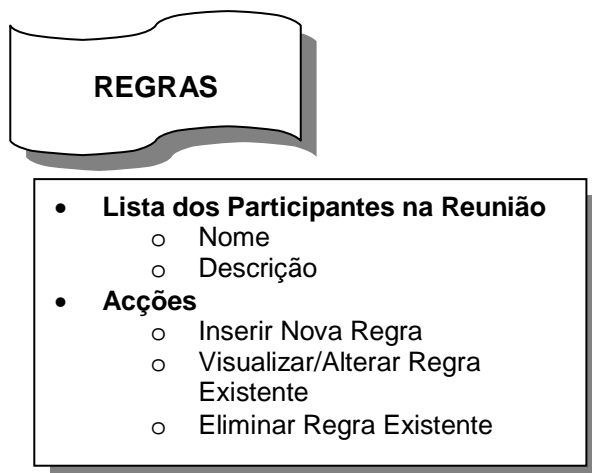 REGRAS
• Lista dos Participantes na Reunião
o Nome
o Descrição
• Acções
o Inserir Nova Regra
o Visualizar/Alterar Regra
Existente
o Eliminar Regra Existente